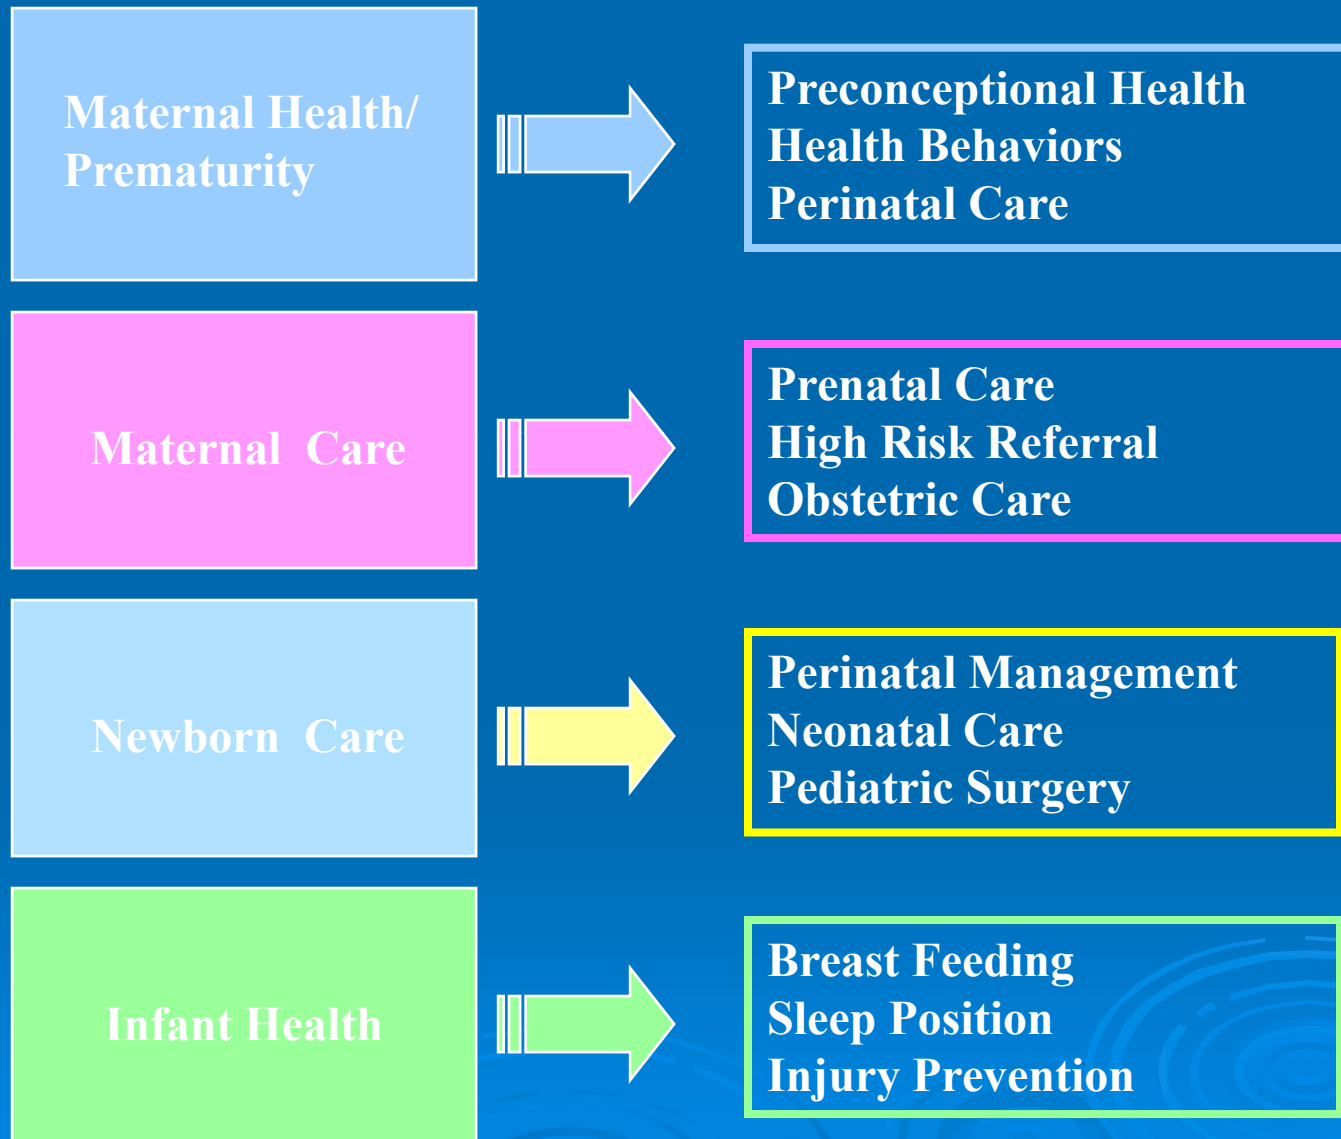 Maternal Health/
Prematurity
Preconceptional Health
Health Behaviors
Perinatal Care
Maternal Care
Prenatal Care
High Risk Referral
Obstetric Care
Newborn Care
Perinatal Management
Neonatal Care
Pediatric Surgery
Infant Health
Breast Feeding
Sleep Position
Injury Prevention